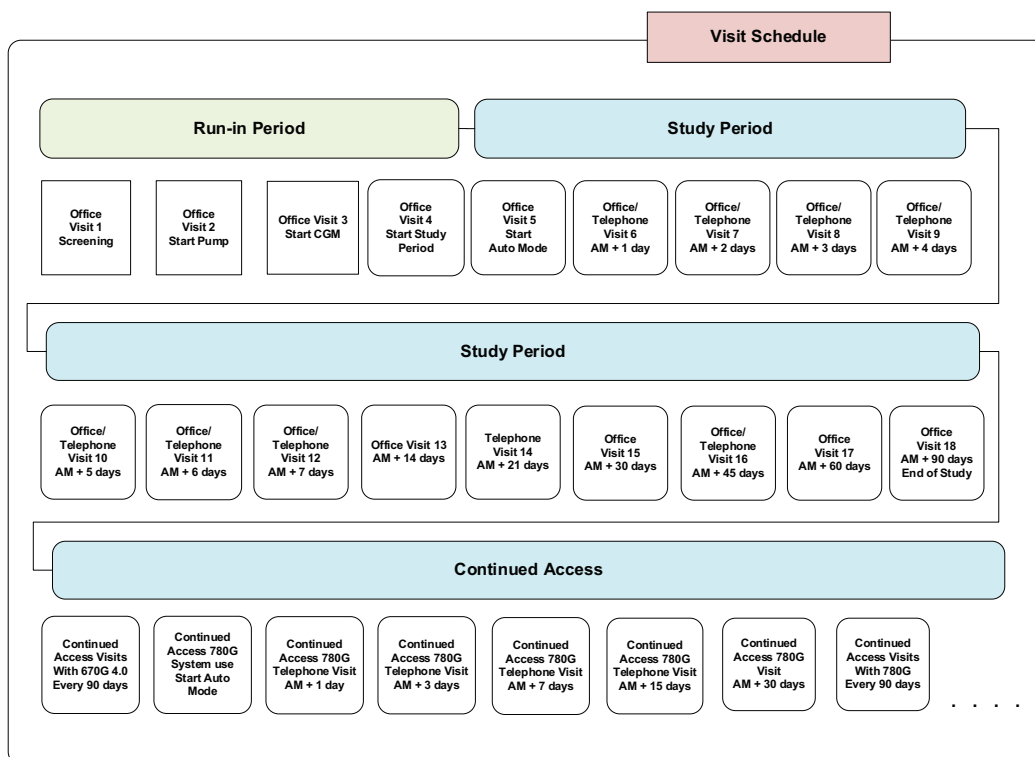 Visit Schedule
Run-in Period
Study Period
Office
Visit 1
Screening
Office
Visit 2
Start Pump
Office Visit 3
Start CGM
Office
Visit 4
Start Study
Period
Office
Visit 5
Start
Auto Mode
Office/
Telephone
Visit 6
AM + 1 day
Office/
Telephone
Visit 7
AM + 2 days
Office/
Telephone
Visit 8
AM + 3 days
Office/
Telephone
Visit 9
AM + 4 days
Study Period
Office/
Telephone
Visit 10
AM + 5 days
Office/
Telephone
Visit 11
AM + 6 days
Office/
Telephone
Visit 12
AM + 7 days
Office Visit 13
AM + 14 days
Telephone
Visit 14
AM + 21 days
Office
Visit 15
AM + 30 days
Office/
Telephone
Visit 16
AM + 45 days
Office
Visit 17
AM + 60 days
Office
Visit 18
AM + 90 days
End of Study
Continued Access
Continued
Access Visits
With 670G 4.0
Every 90 days
Continued
Access 780G
System use
Start Auto
Mode
Continued
Access 780G
Telephone Visit
AM + 1 day
Continued
Access 780G
Telephone Visit
AM + 3 days
Continued
Access 780G
Telephone Visit
AM + 7 days
Continued
Access 780G
Telephone Visit
AM + 15 days
Continued
Access 780G
Visit
AM + 30 days
Continued
Access Visits
With 780G
Every 90 days
. . . .